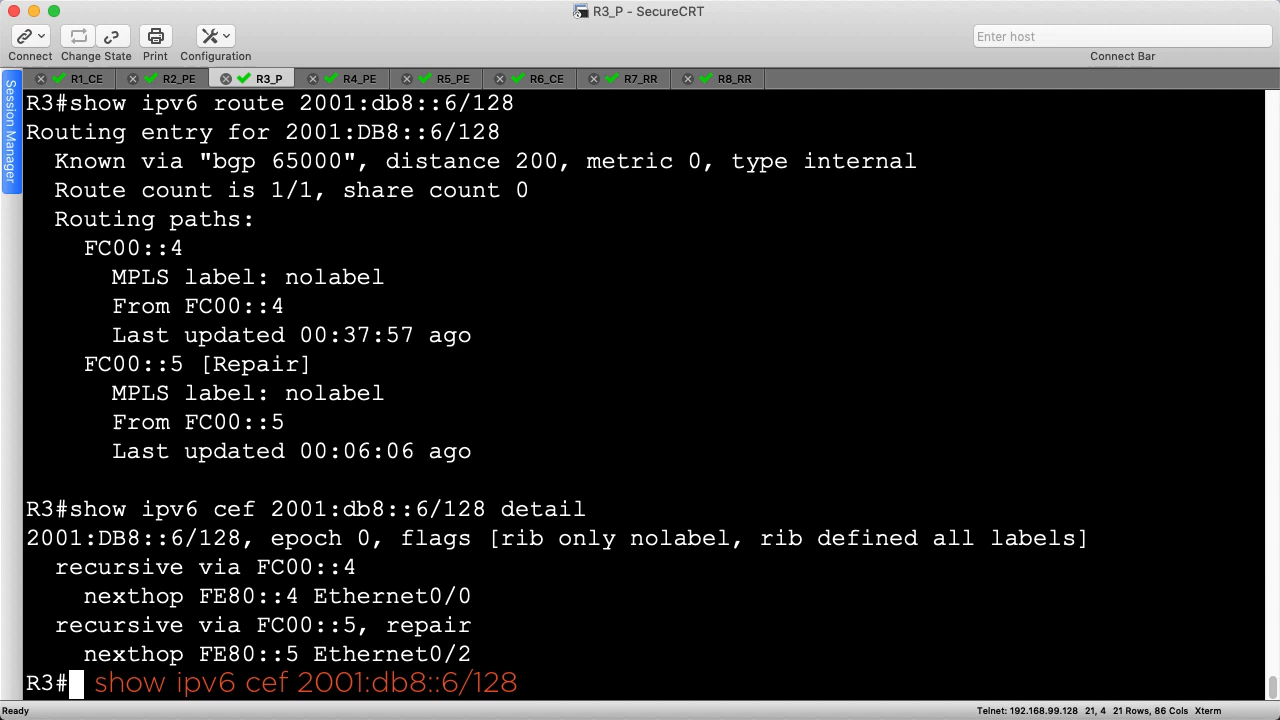 R3_P - SecureCRT
Enter host
Connect Change State Print Configuration Connect Bar
R1_CE R2_PE R3_P R4_PE R5_PE R6_CE R7_RR R8_RR
Session Manager
R3#show ipv6 route 2001:db8::6/128
Routing entry for 2001:DB8::6/128
  Known via "bgp 65000", distance 200, metric 0, type internal
  Route count is 1/1, share count 0
  Routing paths:
    FC00::4
      MPLS label: nolabel
      From FC00::4
      Last updated 00:37:57 ago
    FC00::5 [Repair]
      MPLS label: nolabel
      From FC00::5
      Last updated 00:06:06 ago
R3#show ipv6 cef 2001:db8::6/128 detail
2001:DB8::6/128, epoch 0, flags [rib only nolabel, rib defined all labels]
  recursive via FC00::4
    nexthop FE80::4 Ethernet0/0
  recursive via FC00::5, repair
    nexthop FE80::5 Ethernet0/2
R3# show ipv6 cef 2001:db8::6/128
Ready Telnet: 192.168.99.128 21, 4 21 Rows, 86 Cols Xterm